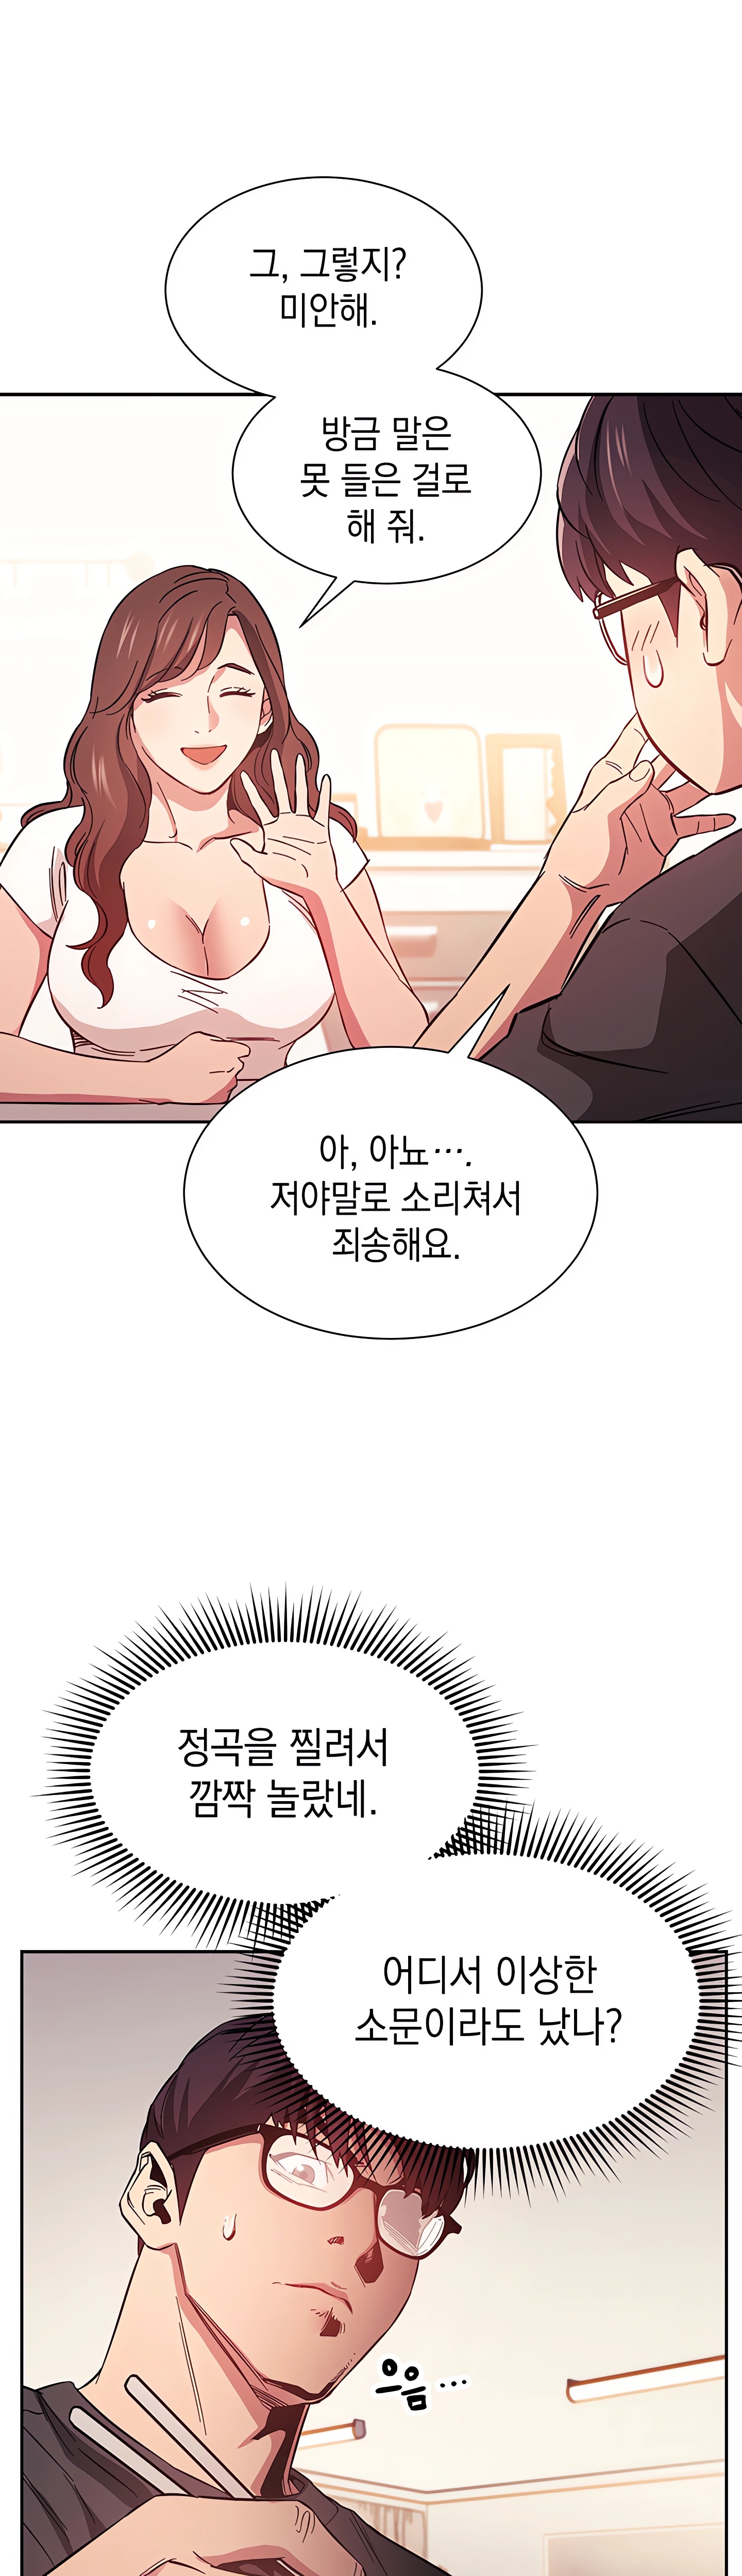 그, 그렇지?
미안해.
방금 말은
못 들은 걸로
해 줘.
아, 아뇨….
저야말로 소리쳐서
죄송해요.
정곡을 찔려서
깜짝 놀랐네.
어디서 이상한
소문이라도 났나?
으음…